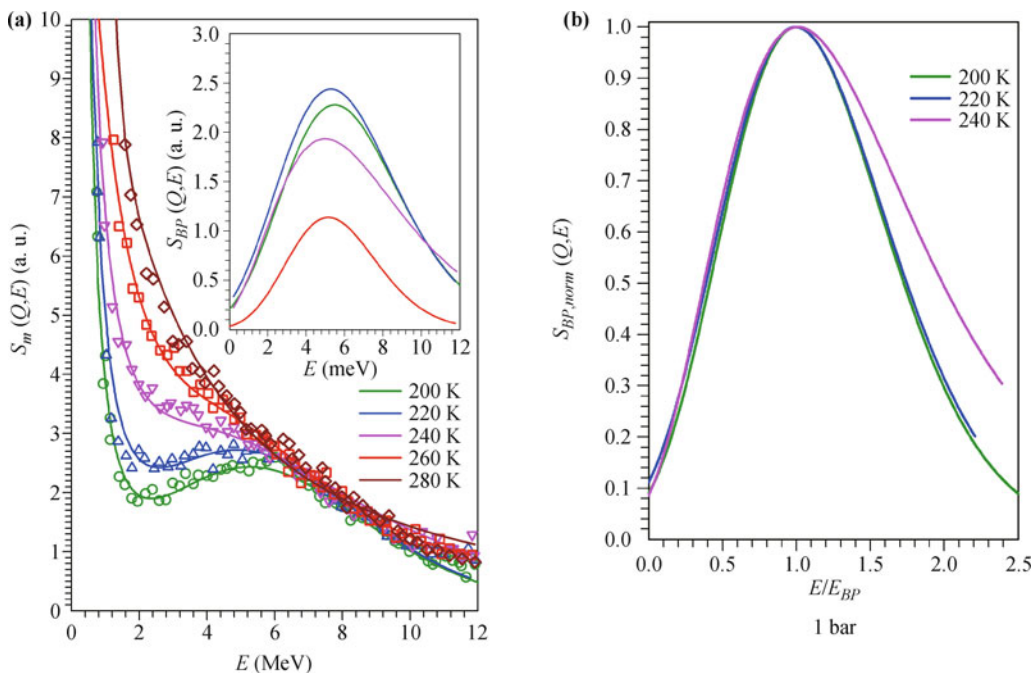 (a)
10
9
8
7
6
5
4
3
2
1
0
S_m (Q,E) (a. u.)
0 2 4 6 8 10 12
E (MeV)
3.0
2.5
2.0
1.5
1.0
0.5
0.0
S_BP (Q,E) (a. u.)
0 2 4 6 8 10 12
E (meV)
200 K
220 K
240 K
260 K
280 K
(b)
1.0
0.9
0.8
0.7
0.6
0.5
0.4
0.3
0.2
0.1
0.0
S_BP,norm (Q,E)
200 K
220 K
240 K
0.0 0.5 1.0 1.5 2.0 2.5
E/E_BP
1 bar